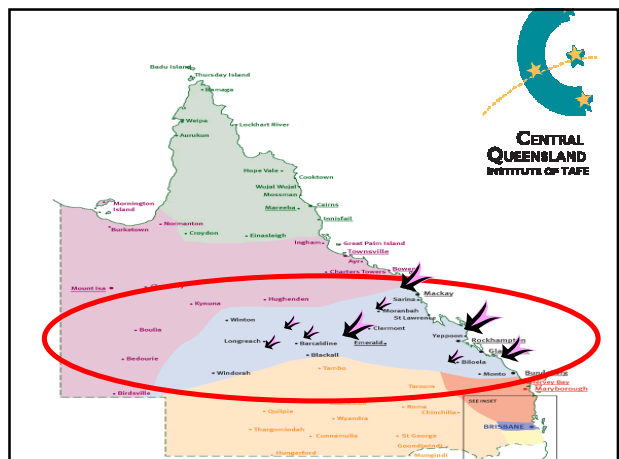 CENTRAL
QUEENSLAND
INSTITUTE OF TAFE
Badu Island
Thursday Island
Bamaga
Weipa
Lockhart River
Aurukun
Hope Vale
Cooktown
Wujal Wujal
Mossman
Mornington
Island
Mareeba
Cairns
Innisfail
Normanton
Burketown
Croydon
Einasleigh
Ingham
Great Palm Island
Townsville
Ayr
Charters Towers
Bowen
Mount Isa
Mackay
Kynuna
Hughenden
Sarina
Moranbah
Winton
St Lawrence
Boulia
Clermont
Yeppoon
Longreach
Barcaldine
Emerald
Rockhampton
Bedourie
Blackall
Biloela
Tambo
Windorah
Monto
Taroom
Birdsville
Maryborough
SEE INSET
Quilpie
Roma
Chinchilla
Wyandra
Thargomindah
Cunnamulla
St George
BRISBANE
Goondiwindi
Hungerford
Mungindi